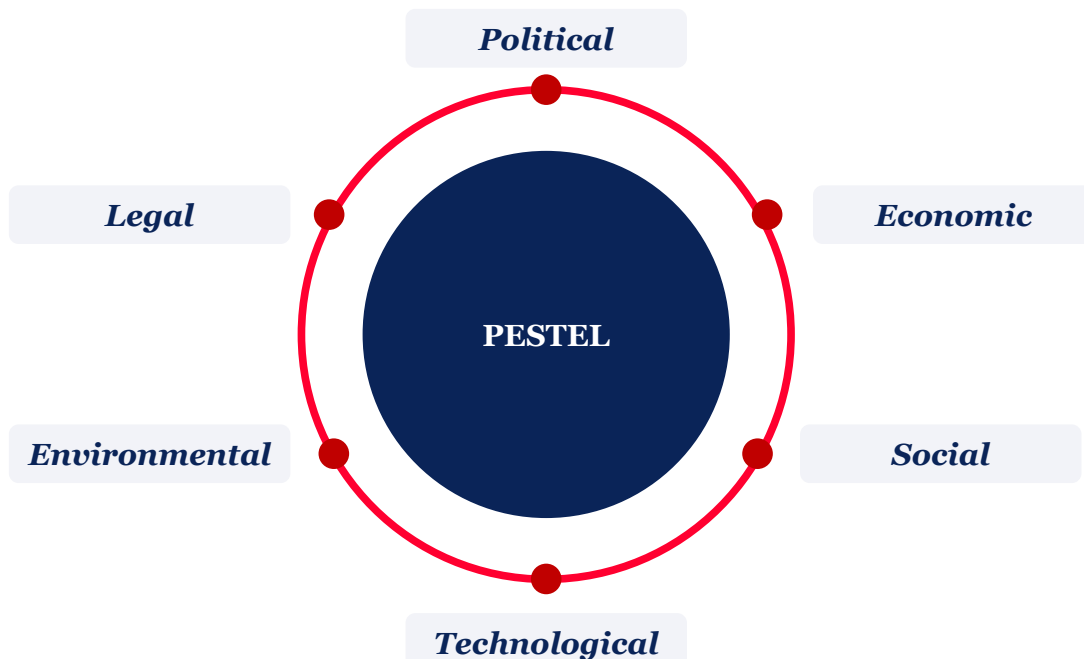 Political
Legal
Economic
PESTEL
Environmental
Social
Technological